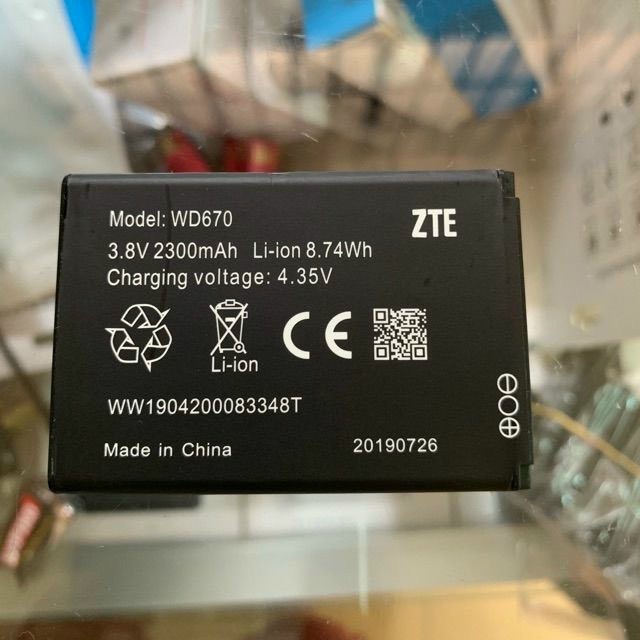 Model: WD670
ZTE
3.8V 2300mAh Li-ion 8.74Wh
Charging voltage: 4.35V
Li-ion
CE
WW1904200083348T
Made in China 20190726